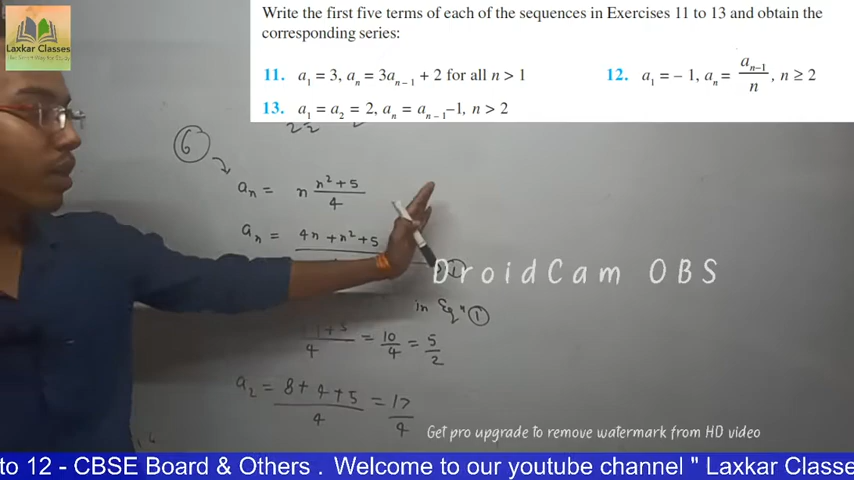 Laxkar Classes
Write the first five terms of each of the sequences in Exercises 11 to 13 and obtain the
corresponding series:
11. a₁ = 3, aₙ = 3aₙ₋₁ + 2 for all n > 1
12. a₁ = – 1, aₙ = aₙ₋₁/n, n ≥ 2
13. a₁ = a₂ = 2, aₙ = aₙ₋₁–1, n > 2
6
aₙ = n (n² + 5)/4
aₙ = 4n + n² + 5
DroidCam OBS
in Eqⁿ 1
/4 = 10/4 = 5/2
a₂ = (8 + 4 + 5)/4 = 17/4
Get pro upgrade to remove watermark from HD video
to 12 - CBSE Board & Others . Welcome to our youtube channel " Laxkar Classe